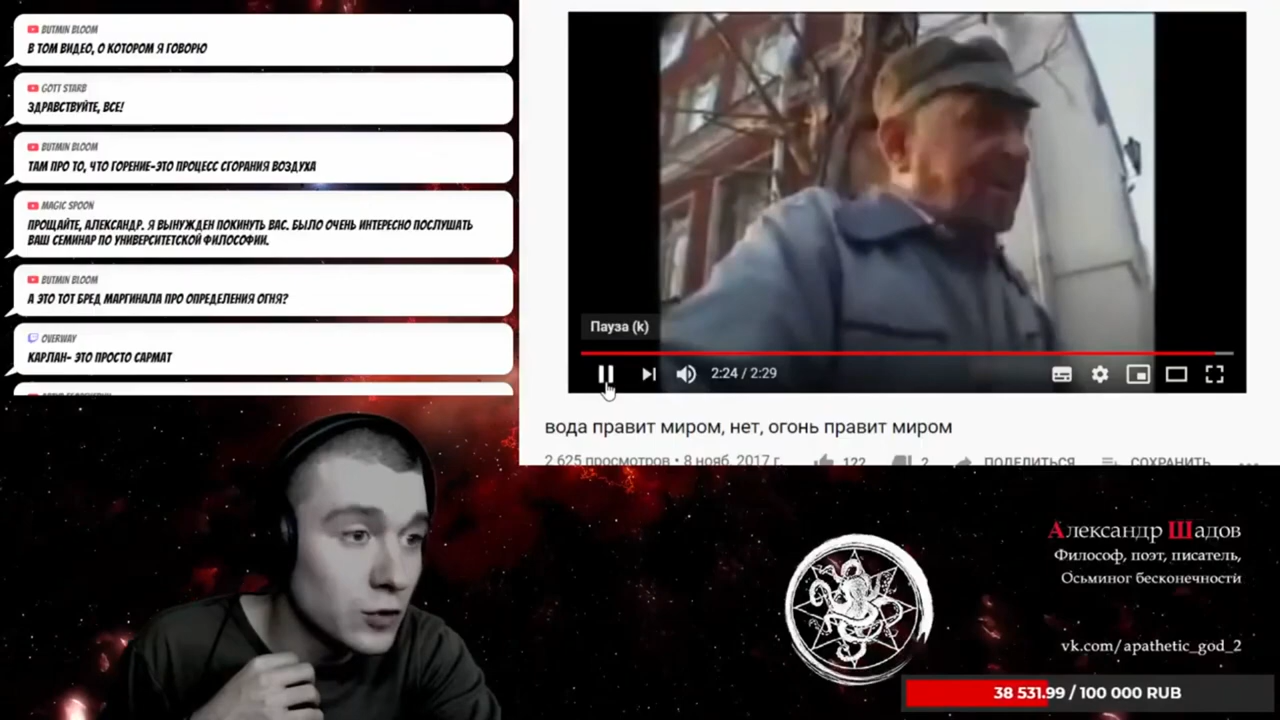 BUTMIN BLOOM
В ТОМ ВИДЕО, О КОТОРОМ Я ГОВОРЮ
GOTT STARB
ЗДРАВСТВУЙТЕ, ВСЕ!
BUTMIN BLOOM
ТАМ ПРО ТО, ЧТО ГОРЕНИЕ-ЭТО ПРОЦЕСС СГОРАНИЯ ВОЗДУХА
MAGIC SPOON
ПРОЩАЙТЕ, АЛЕКСАНДР. Я ВЫНУЖДЕН ПОКИНУТЬ ВАС. БЫЛО ОЧЕНЬ ИНТЕРЕСНО ПОСЛУШАТЬ
ВАШ СЕМИНАР ПО УНИВЕРСИТЕТСКОЙ ФИЛОСОФИИ.
BUTMIN BLOOM
А ЭТО ТОТ БРЕД МАРГИНАЛА ПРО ОПРЕДЕЛЕНИЯ ОГНЯ?
OVERWAY
КАРЛАН- ЭТО ПРОСТО САРМАТ
Пауза (k)
2:24 / 2:29
вода правит миром, нет, огонь правит миром
2 625 просмотров • 8 нояб. 2017 г.
122
2
ПОДЕЛИТЬСЯ
СОХРАНИТЬ
Александр Шадов
Философ, поэт, писатель,
Осьминог бесконечности
vk.com/apathetic_god_2
38 531.99 / 100 000 RUB